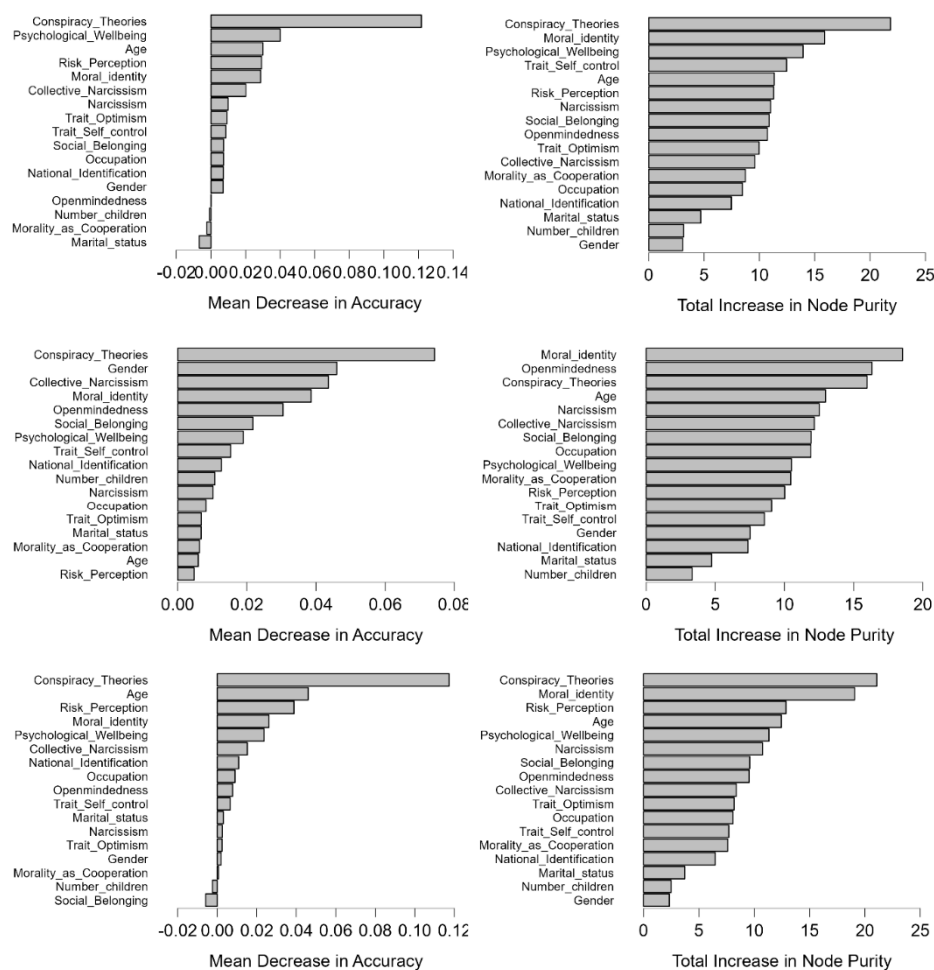 Conspiracy_Theories
Psychological_Wellbeing
Age
Risk_Perception
Moral_identity
Collective_Narcissism
Narcissism
Trait_Optimism
Trait_Self_control
Social_Belonging
Occupation
National_Identification
Gender
Openmindedness
Number_children
Morality_as_Cooperation
Marital_status
-0.02 0.00 0.02 0.04 0.06 0.08 0.10 0.12 0.14
Mean Decrease in Accuracy
Conspiracy_Theories
Moral_identity
Psychological_Wellbeing
Trait_Self_control
Age
Risk_Perception
Narcissism
Social_Belonging
Openmindedness
Trait_Optimism
Collective_Narcissism
Morality_as_Cooperation
Occupation
National_Identification
Marital_status
Number_children
Gender
0 5 10 15 20 25
Total Increase in Node Purity
Conspiracy_Theories
Gender
Collective_Narcissism
Moral_identity
Openmindedness
Social_Belonging
Psychological_Wellbeing
Trait_Self_control
National_Identification
Number_children
Narcissism
Occupation
Trait_Optimism
Marital_status
Morality_as_Cooperation
Age
Risk_Perception
0.00 0.02 0.04 0.06 0.08
Mean Decrease in Accuracy
Moral_identity
Openmindedness
Conspiracy_Theories
Age
Narcissism
Collective_Narcissism
Social_Belonging
Occupation
Psychological_Wellbeing
Morality_as_Cooperation
Risk_Perception
Trait_Optimism
Trait_Self_control
Gender
National_Identification
Marital_status
Number_children
0 5 10 15 20
Total Increase in Node Purity
Conspiracy_Theories
Age
Risk_Perception
Moral_identity
Psychological_Wellbeing
Collective_Narcissism
National_Identification
Occupation
Openmindedness
Trait_Self_control
Marital_status
Narcissism
Trait_Optimism
Gender
Morality_as_Cooperation
Number_children
Social_Belonging
-0.02 0.00 0.02 0.04 0.06 0.08 0.10 0.12
Mean Decrease in Accuracy
Conspiracy_Theories
Moral_identity
Risk_Perception
Age
Psychological_Wellbeing
Narcissism
Social_Belonging
Openmindedness
Collective_Narcissism
Trait_Optimism
Occupation
Trait_Self_control
Morality_as_Cooperation
National_Identification
Marital_status
Number_children
Gender
0 5 10 15 20 25
Total Increase in Node Purity